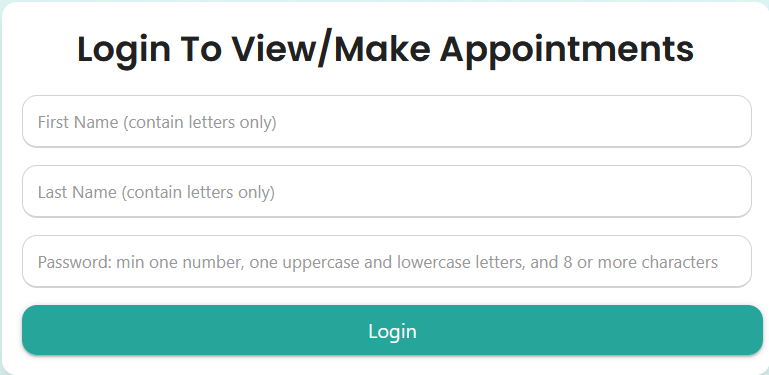 Login To View/Make Appointments
First Name (contain letters only)
Last Name (contain letters only)
Password: min one number, one uppercase and lowercase letters, and 8 or more characters
Login